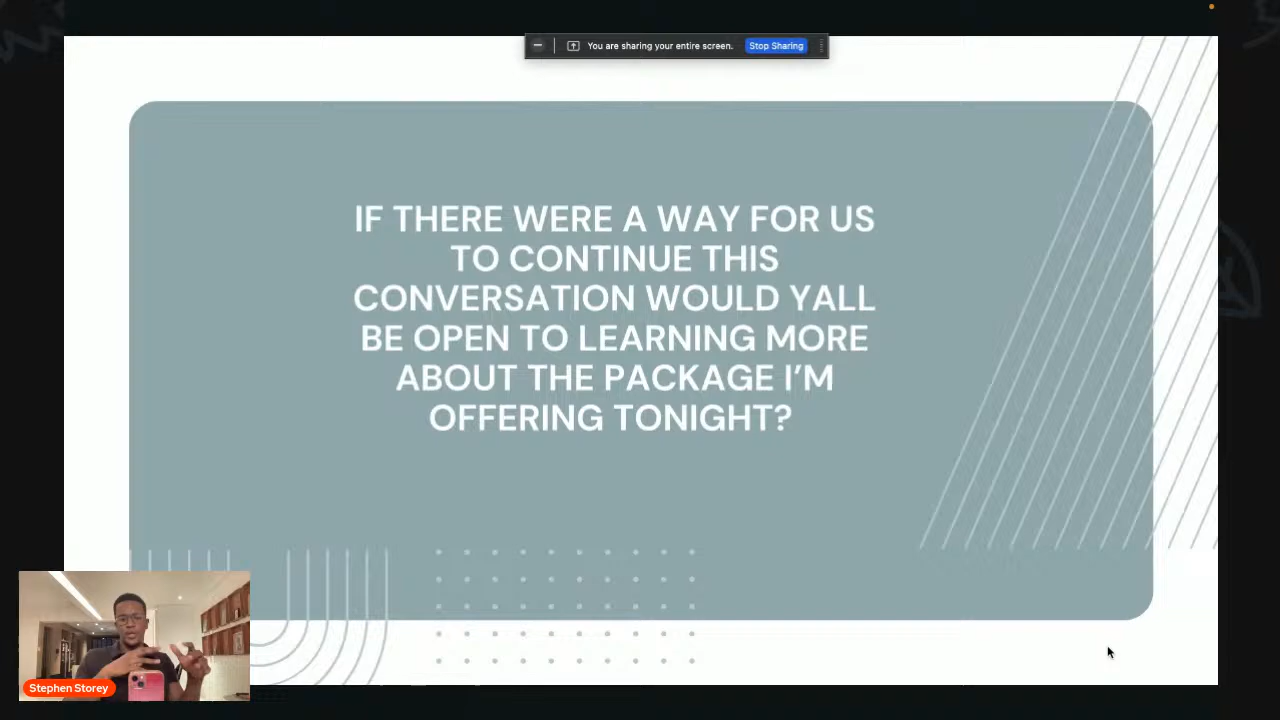 You are sharing your entire screen. Stop Sharing
IF THERE WERE A WAY FOR US
TO CONTINUE THIS
CONVERSATION WOULD YALL
BE OPEN TO LEARNING MORE
ABOUT THE PACKAGE I'M
OFFERING TONIGHT?
Stephen Storey